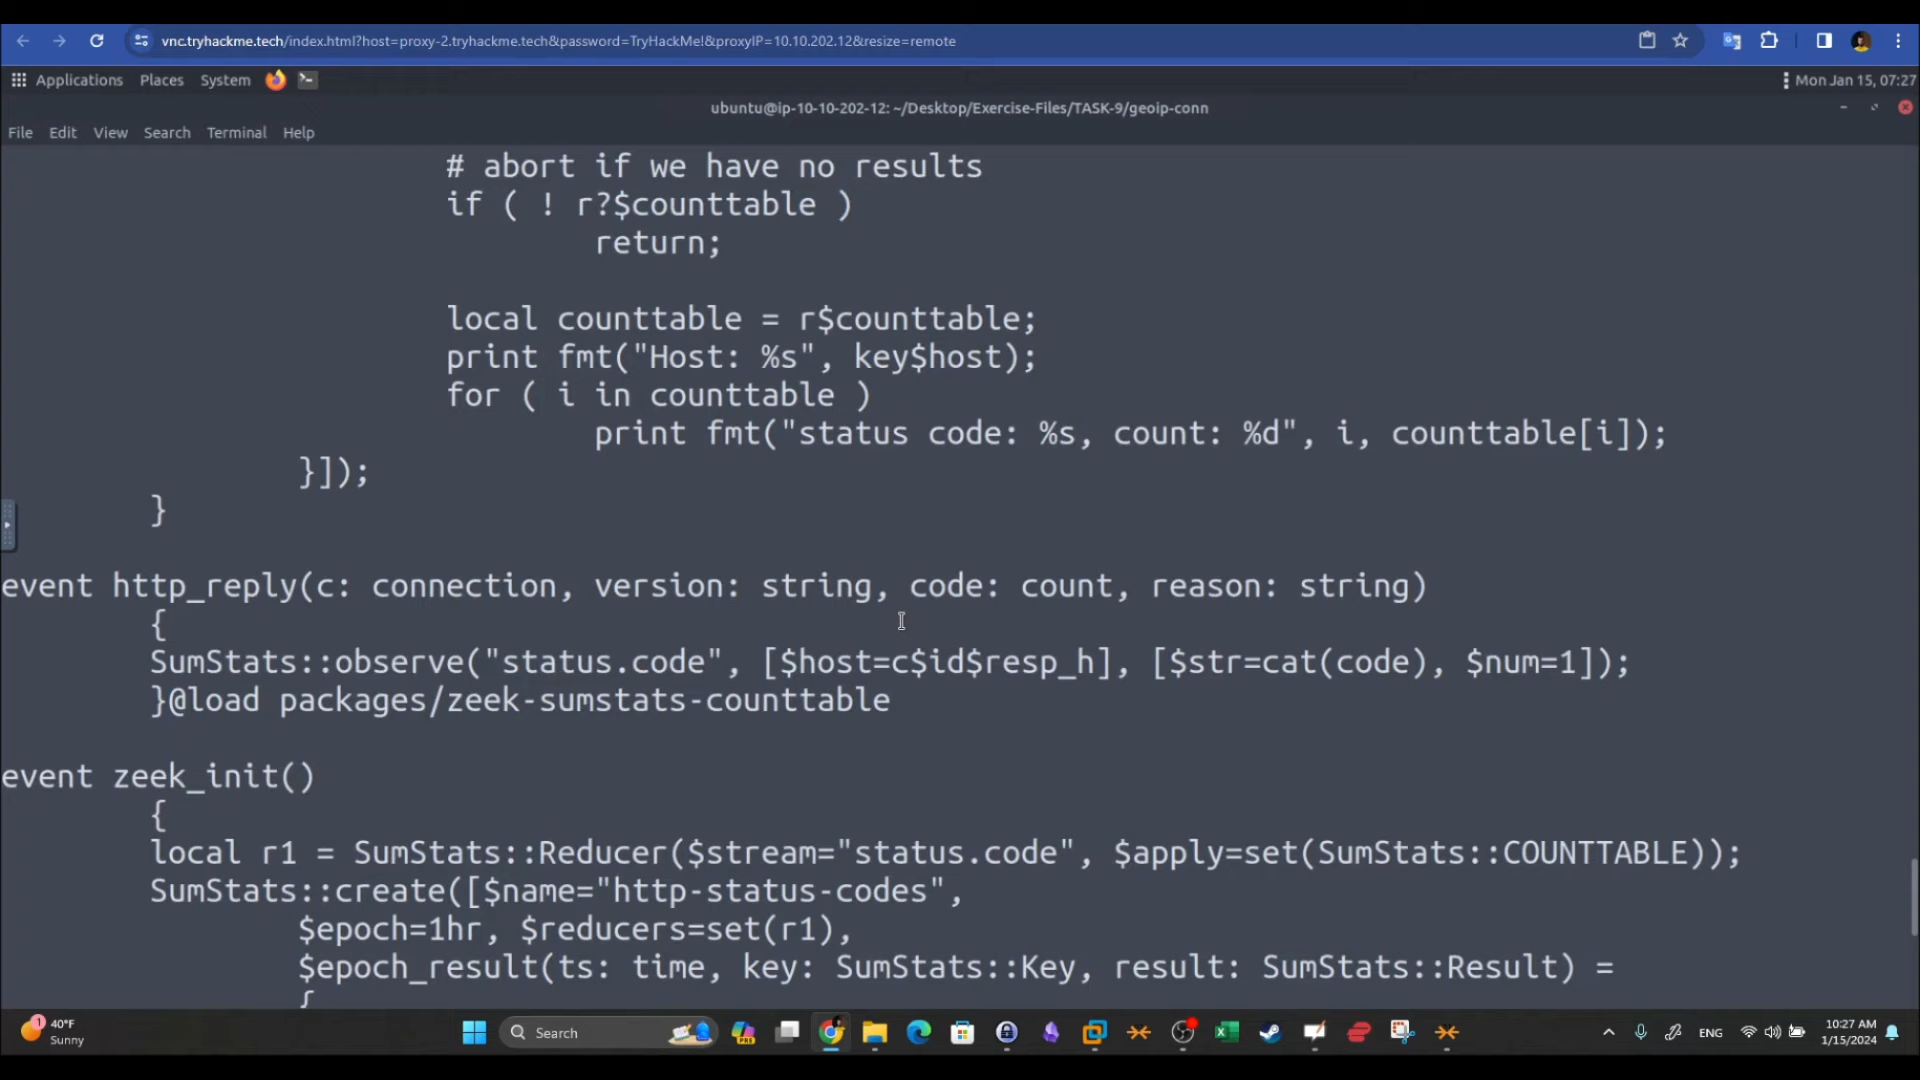 vnc.tryhackme.tech/index.html?host=proxy-2.tryhackme.tech&password=TryHackMe!&proxyIP=10.10.202.12&resize=remote
Applications Places System Mon Jan 15, 07:27
ubuntu@ip-10-10-202-12: ~/Desktop/Exercise-Files/TASK-9/geoip-conn
File Edit View Search Terminal Help
# abort if we have no results
if ( ! r?$counttable )
return;
local counttable = r$counttable;
print fmt("Host: %s", key$host);
for ( i in counttable )
print fmt("status code: %s, count: %d", i, counttable[i]);
}]);
}
event http_reply(c: connection, version: string, code: count, reason: string)
{
SumStats::observe("status.code", [$host=c$id$resp_h], [$str=cat(code), $num=1]);
}@load packages/zeek-sumstats-counttable
event zeek_init()
{
local r1 = SumStats::Reducer($stream="status.code", $apply=set(SumStats::COUNTTABLE));
SumStats::create([$name="http-status-codes",
$epoch=1hr, $reducers=set(r1),
$epoch_result(ts: time, key: SumStats::Key, result: SumStats::Result) =
{
1
40°F
Sunny
Search
PRE
ENG
10:27 AM
1/15/2024